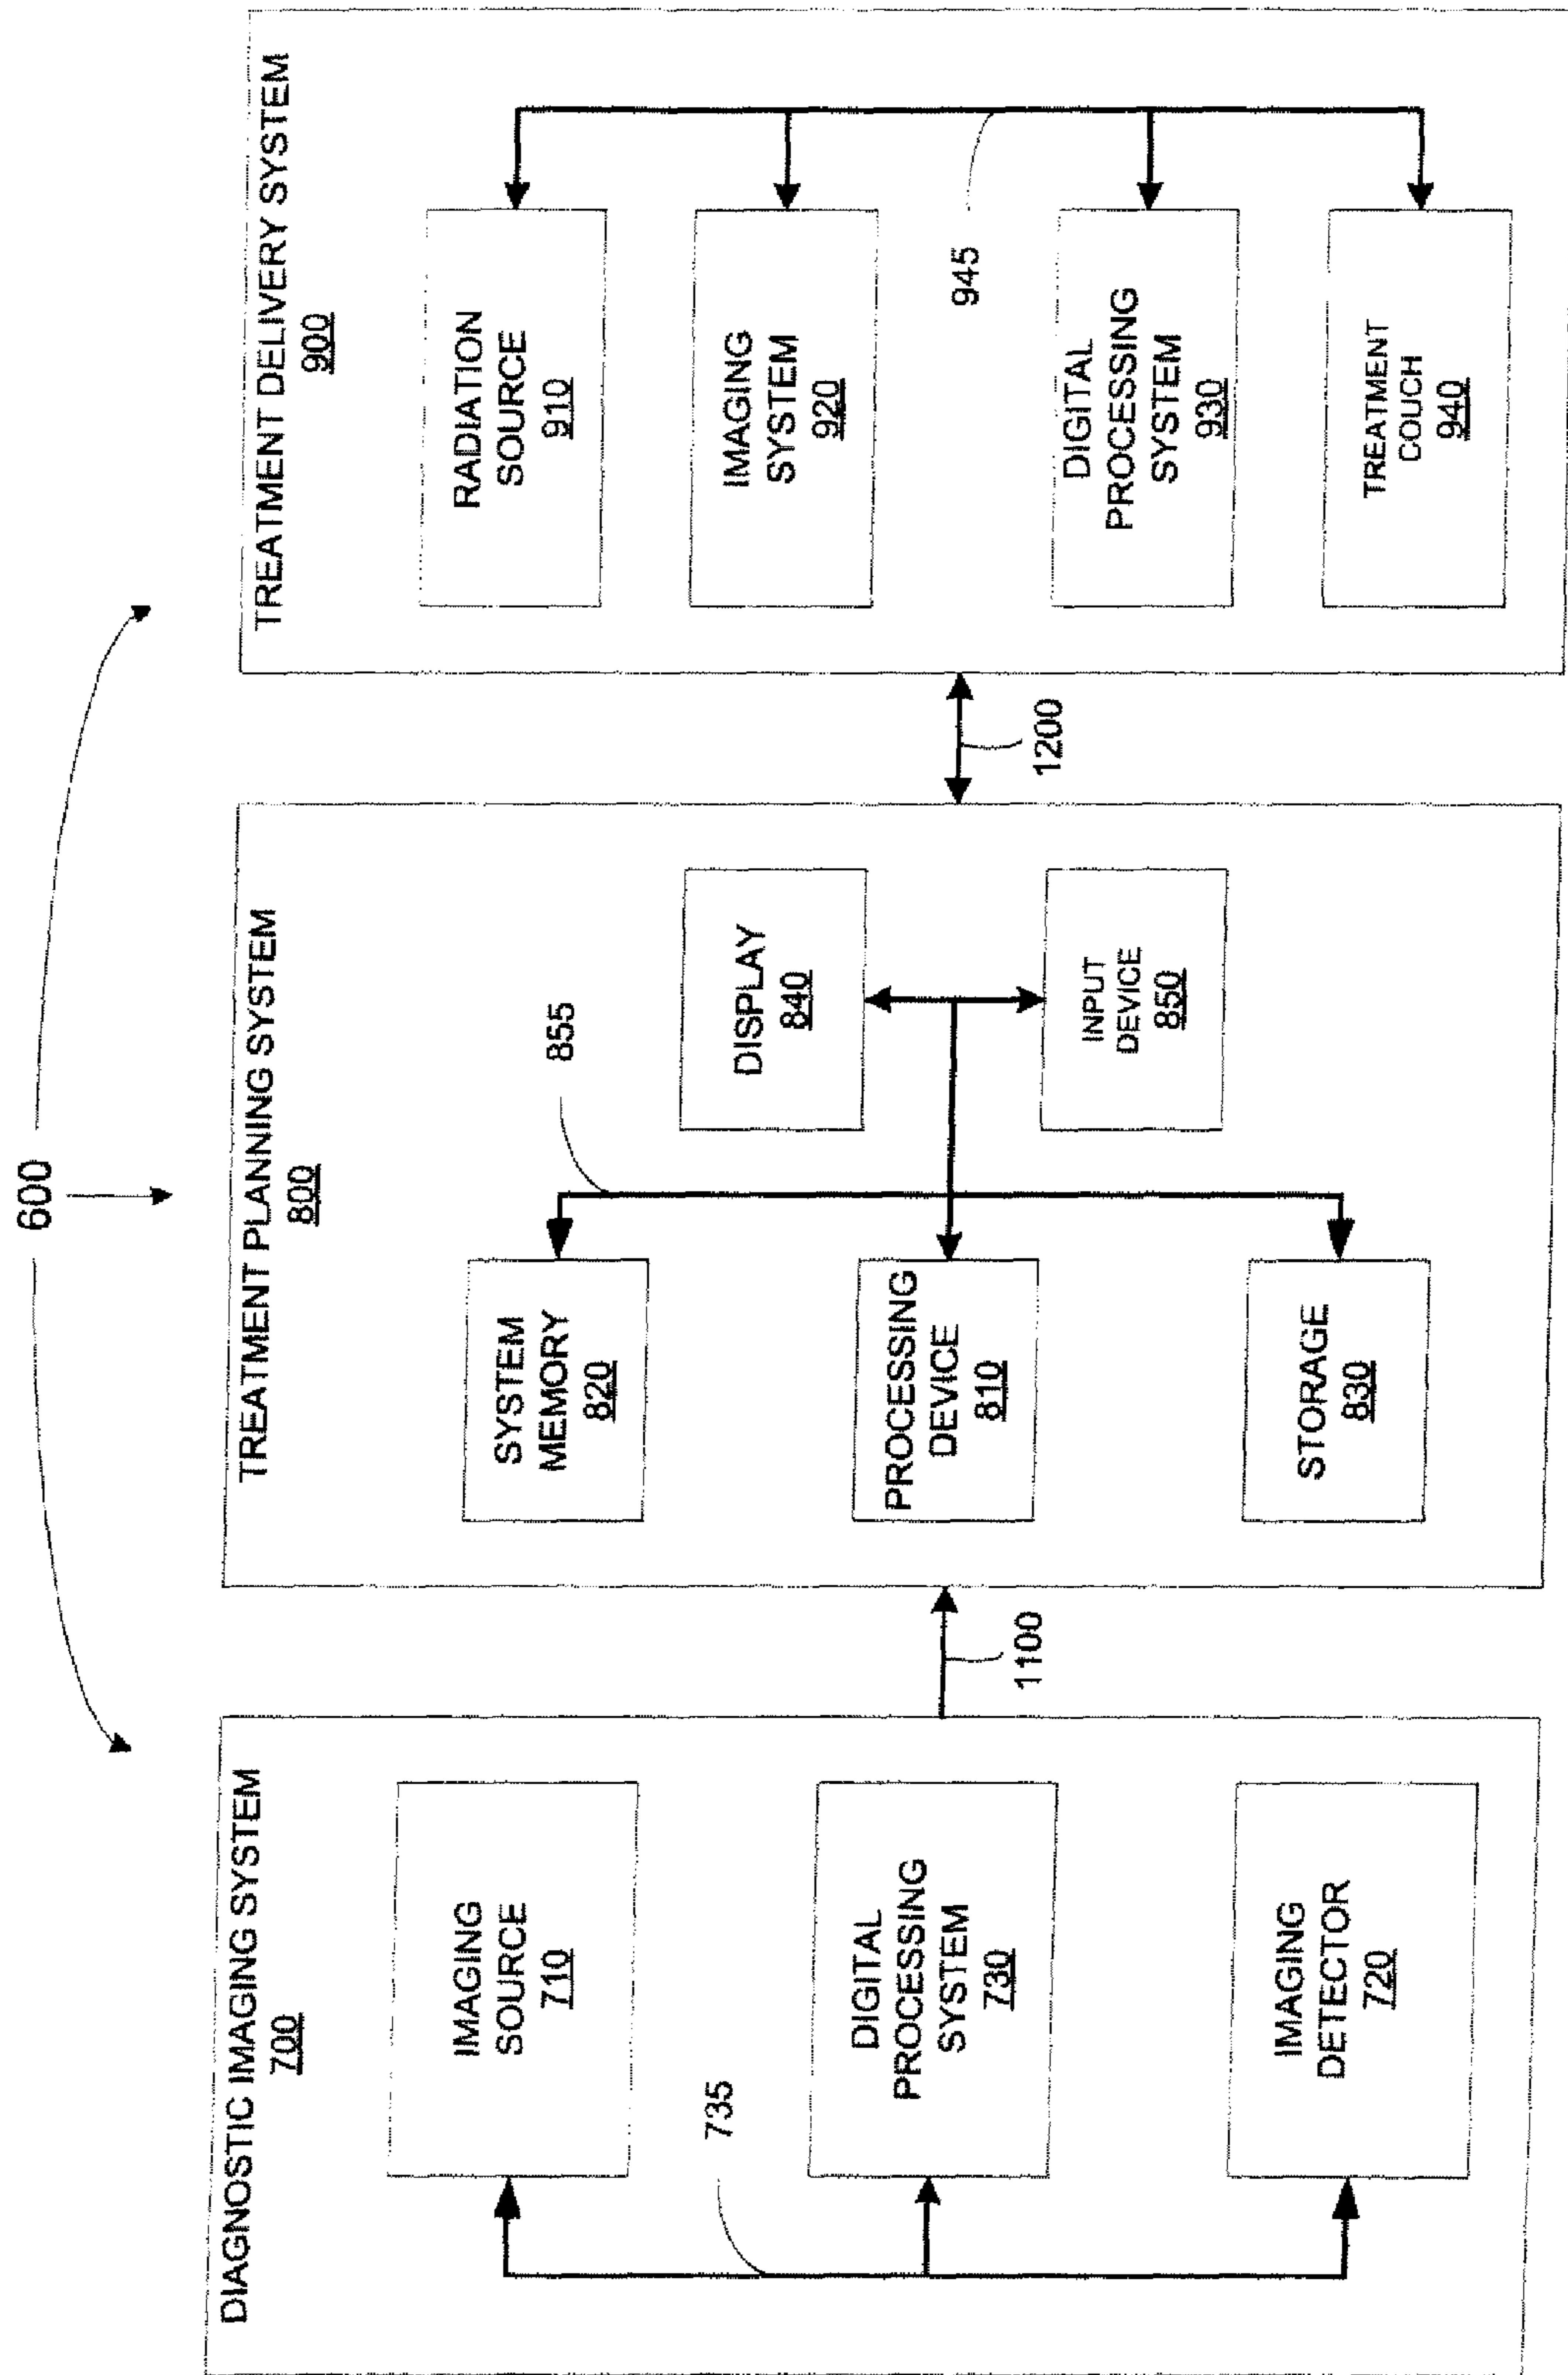 600
DIAGNOSTIC IMAGING SYSTEM
700
IMAGING
SOURCE
710
735
DIGITAL
PROCESSING
SYSTEM
730
IMAGING
DETECTOR
720
1100
TREATMENT PLANNING SYSTEM
800
855
SYSTEM
MEMORY
820
DISPLAY
840
PROCESSING
DEVICE
810
INPUT
DEVICE
850
STORAGE
830
1200
TREATMENT DELIVERY SYSTEM
900
RADIATION
SOURCE
910
IMAGING
SYSTEM
920
945
DIGITAL
PROCESSING
SYSTEM
930
TREATMENT
COUCH
940